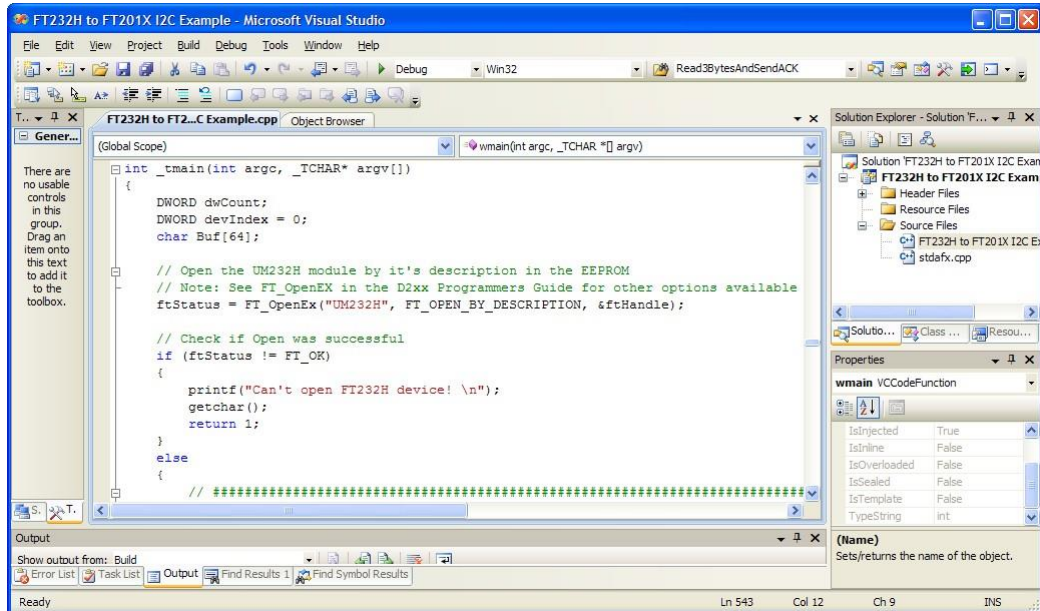 FT232H to FT201X I2C Example - Microsoft Visual Studio
File Edit View Project Build Debug Tools Window Help
Debug Win32 Read3BytesAndSendACK
T..
FT232H to FT2...C Example.cpp Object Browser
Solution Explorer - Solution 'F...
Gener...
(Global Scope) wmain(int argc, _TCHAR *[] argv)
There are
no usable
controls
in this
group.
Drag an
item onto
this text
to add it
to the
toolbox.
int _tmain(int argc, _TCHAR* argv[])
{
DWORD dwCount;
DWORD devIndex = 0;
char Buf[64];
// Open the UM232H module by it's description in the EEPROM
// Note: See FT_OpenEX in the D2xx Programmers Guide for other options available
ftStatus = FT_OpenEx("UM232H", FT_OPEN_BY_DESCRIPTION, &ftHandle);
// Check if Open was successful
if (ftStatus != FT_OK)
{
printf("Can't open FT232H device! \n");
getchar();
return 1;
}
else
{
// ##########################################################################
Solution 'FT232H to FT201X I2C Exam
FT232H to FT201X I2C Exam
Header Files
Resource Files
Source Files
FT232H to FT201X I2C Ex
stdafx.cpp
Solutio... Class ... Resou...
Properties
wmain VCCodeFunction
IsInjected True
IsInline False
IsOverloaded False
IsSealed False
IsTemplate False
TypeString int
(Name)
Sets/returns the name of the object.
S. T.
Output
Show output from: Build
Error List Task List Output Find Results 1 Find Symbol Results
Ready Ln 543 Col 12 Ch 9 INS